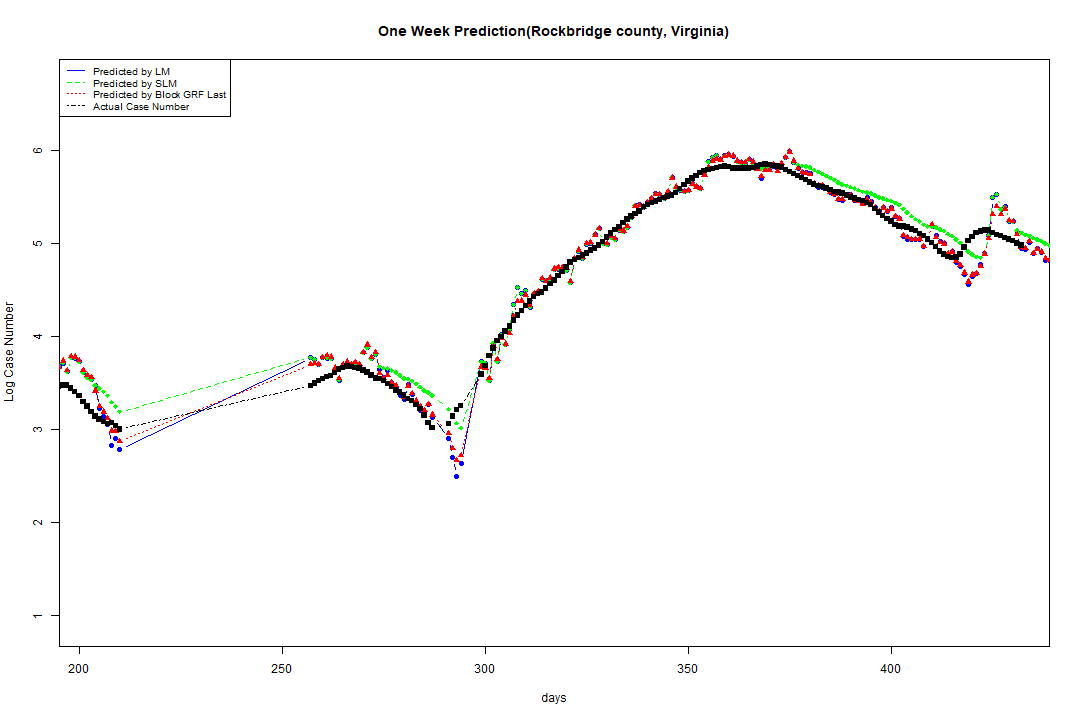 One Week Prediction(Rockbridge county, Virginia)
Predicted by LM
Predicted by SLM
Predicted by Block GRF Last
Actual Case Number
6
5
4
3
2
1
Log Case Number
200 250 300 350 400
days